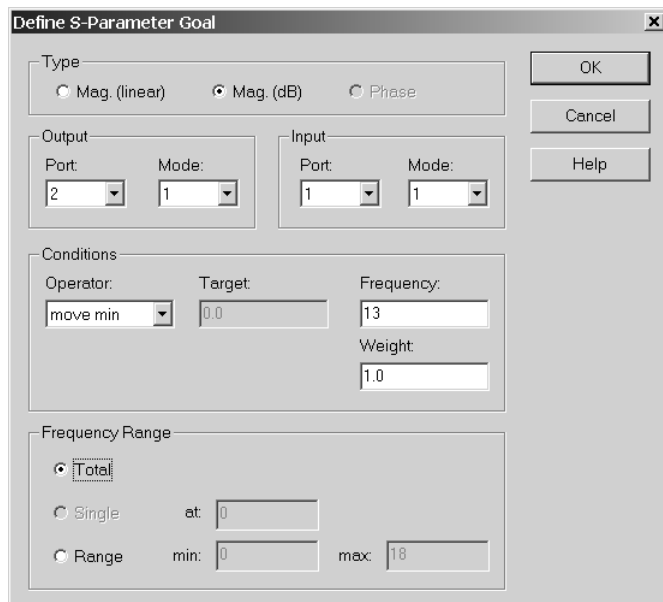 Define S-Parameter Goal
Type
Mag. (linear) Mag. (dB) Phase
OK
Cancel
Help
Output
Port: Mode:
2 1
Input
Port: Mode:
1 1
Conditions
Operator: Target: Frequency:
move min 0.0 13
Weight:
1.0
Frequency Range
Total
Single at: 0
Range min: 0 max: 18